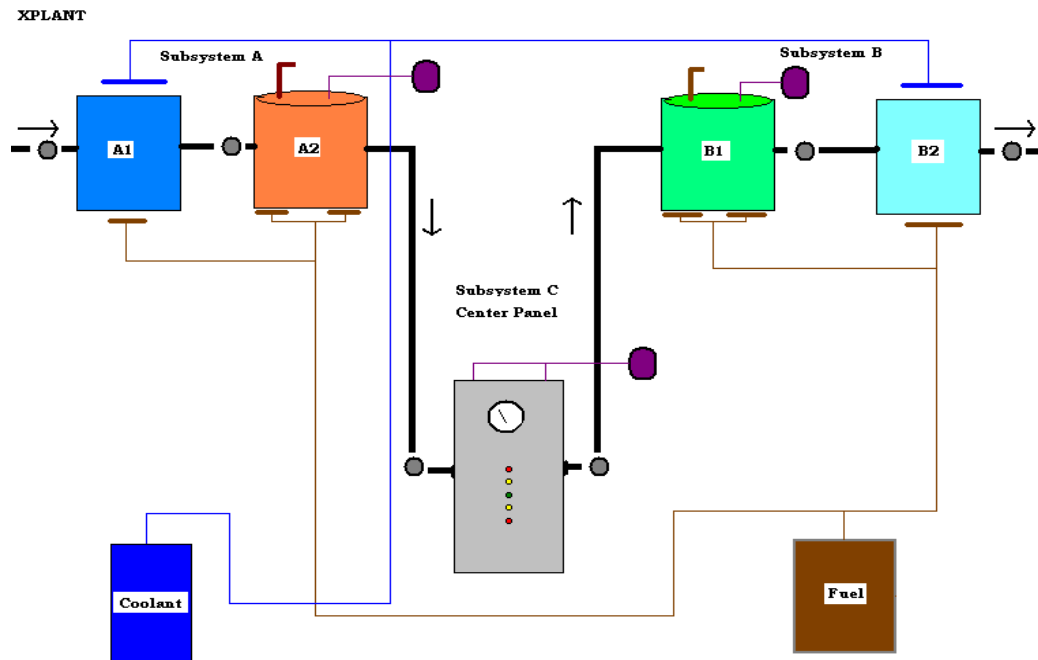 XPLANT
Subsystem A
Subsystem B
A1
A2
B1
B2
Subsystem C
Center Panel
Coolant
Fuel